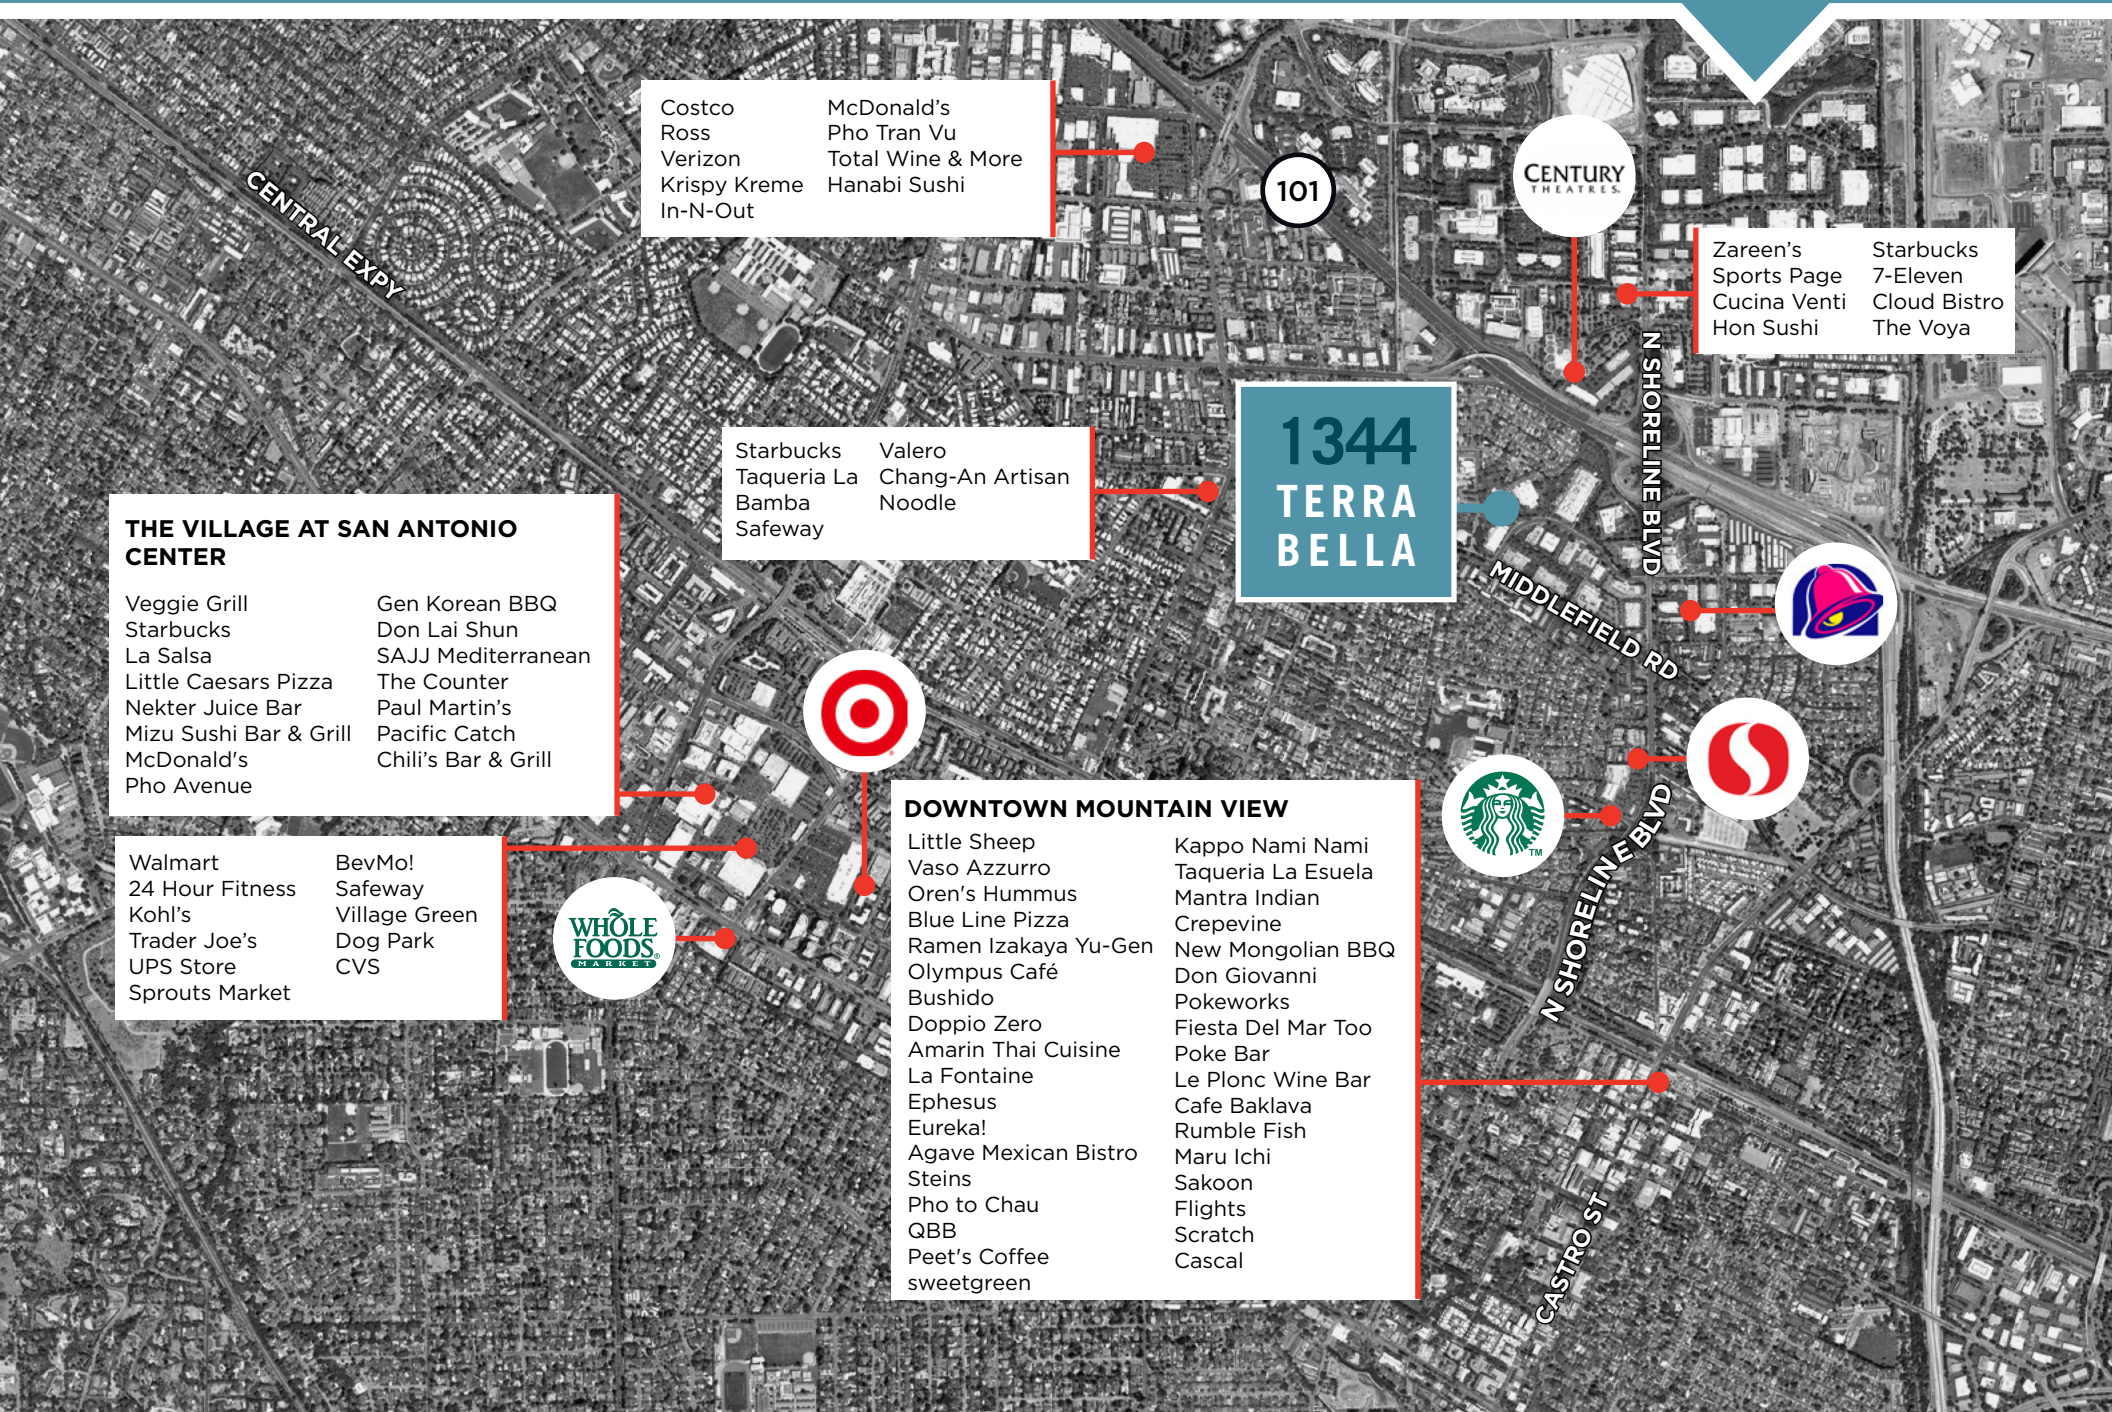 Costco
Ross
Verizon
Krispy Kreme
In-N-Out
McDonald's
Pho Tran Vu
Total Wine & More
Hanabi Sushi
101
CENTURY
THEATRES.
Zareen's
Sports Page
Cucina Venti
Hon Sushi
Starbucks
7-Eleven
Cloud Bistro
The Voya
CENTRAL EXPY
N SHORELINE BLVD
1344
TERRA
BELLA
Starbucks
Taqueria La
Bamba
Safeway
Valero
Chang-An Artisan
Noodle
MIDDLEFIELD RD
THE VILLAGE AT SAN ANTONIO
CENTER
Veggie Grill
Starbucks
La Salsa
Little Caesars Pizza
Nekter Juice Bar
Mizu Sushi Bar & Grill
McDonald's
Pho Avenue
Gen Korean BBQ
Don Lai Shun
SAJJ Mediterranean
The Counter
Paul Martin's
Pacific Catch
Chili's Bar & Grill
Walmart
24 Hour Fitness
Kohl's
Trader Joe's
UPS Store
Sprouts Market
BevMo!
Safeway
Village Green
Dog Park
CVS
WHOLE
FOODS®
MARKET
DOWNTOWN MOUNTAIN VIEW
Little Sheep
Vaso Azzurro
Oren's Hummus
Blue Line Pizza
Ramen Izakaya Yu-Gen
Olympus Café
Bushido
Doppio Zero
Amarin Thai Cuisine
La Fontaine
Ephesus
Eureka!
Agave Mexican Bistro
Steins
Pho to Chau
QBB
Peet's Coffee
sweetgreen
Kappo Nami Nami
Taqueria La Esuela
Mantra Indian
Crepevine
New Mongolian BBQ
Don Giovanni
Pokeworks
Fiesta Del Mar Too
Poke Bar
Le Plonc Wine Bar
Cafe Baklava
Rumble Fish
Maru Ichi
Sakoon
Flights
Scratch
Cascal
TM
N SHORELINE BLVD
CASTRO ST